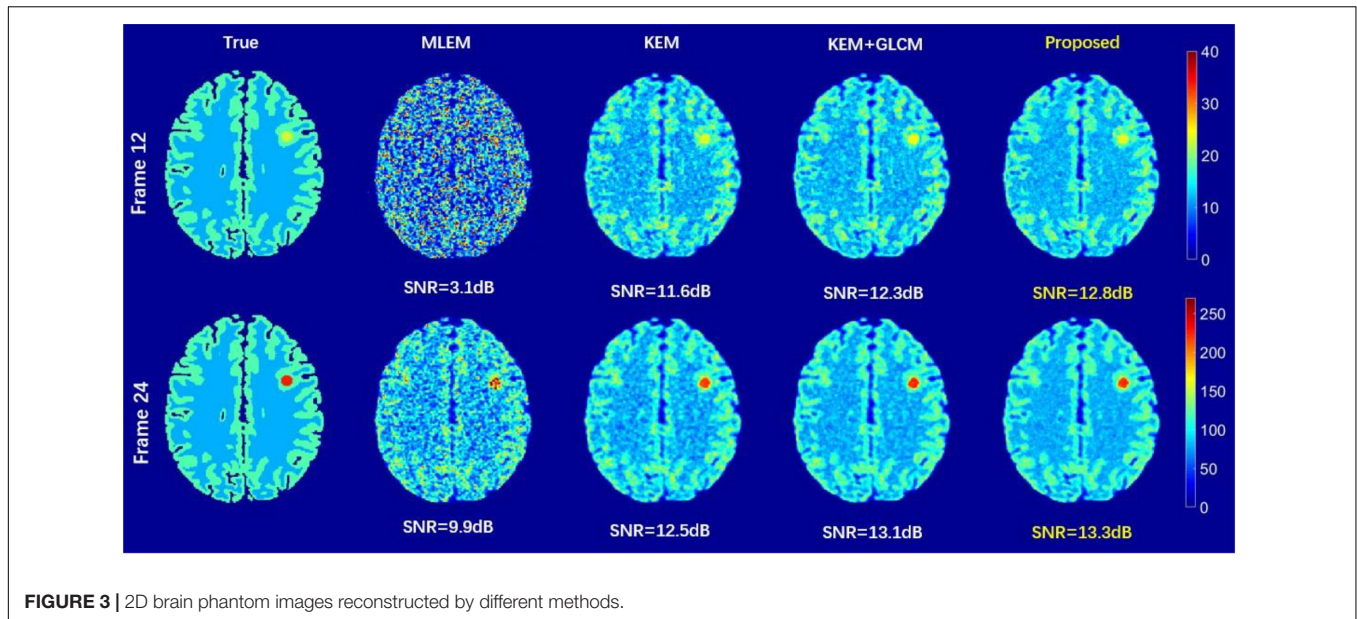 True MLEM KEM KEM+GLCM Proposed
40
30
20
10
0
Frame 12
SNR=3.1dB SNR=11.6dB SNR=12.3dB SNR=12.8dB
250
200
150
100
50
0
Frame 24
SNR=9.9dB SNR=12.5dB SNR=13.1dB SNR=13.3dB
FIGURE 3 | 2D brain phantom images reconstructed by different methods.